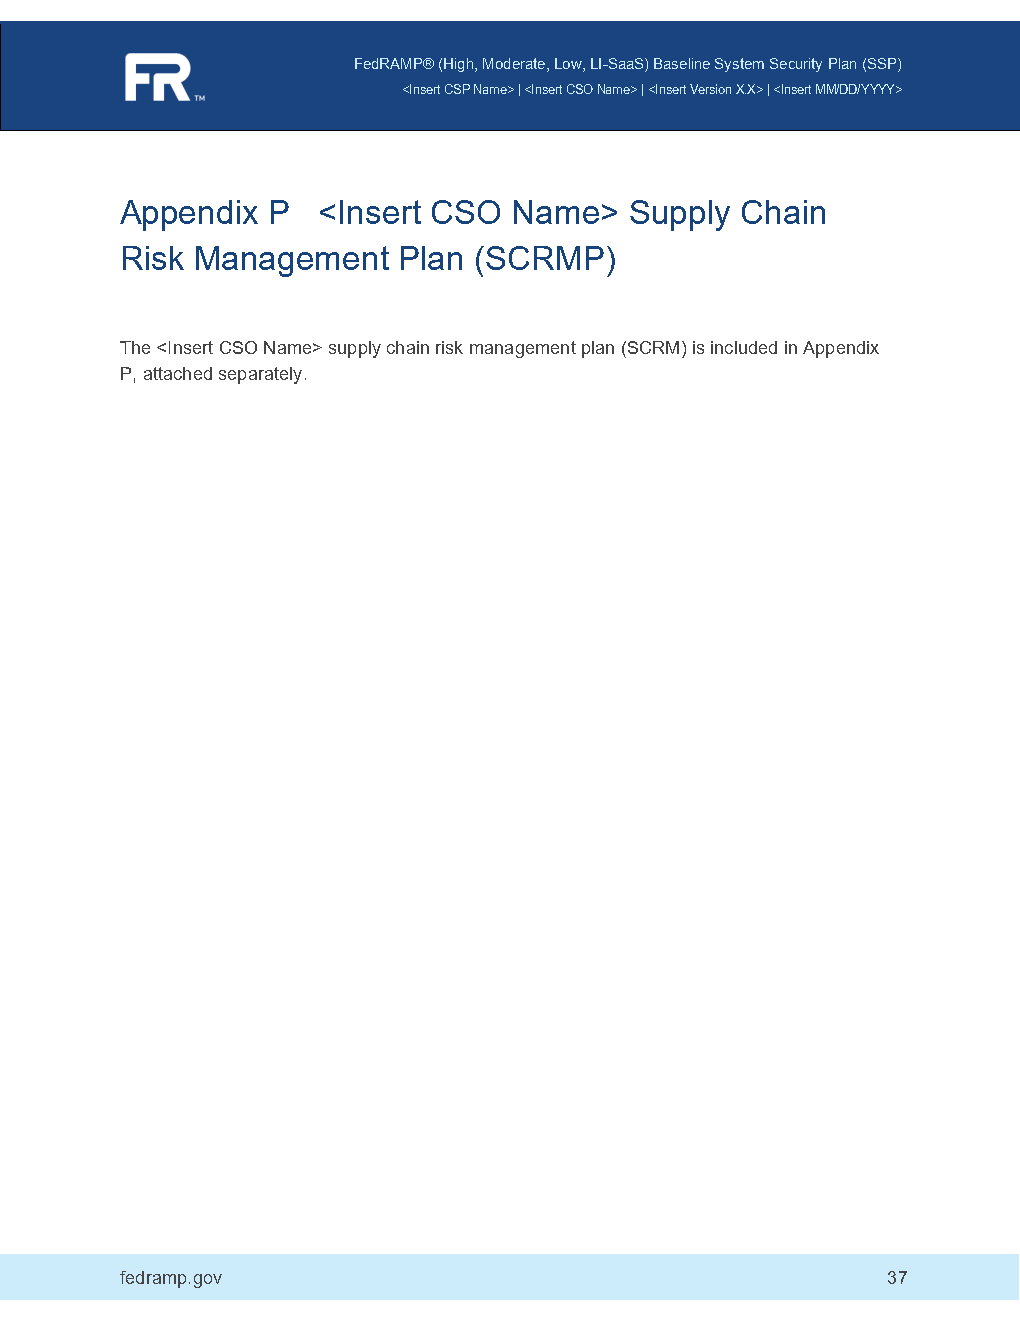 FR™
FedRAMP® (High, Moderate, Low, LI-SaaS) Baseline System Security Plan (SSP)
<Insert CSP Name> | <Insert CSO Name> | <Insert Version X.X> | <Insert MM/DD/YYYY>
Appendix P <Insert CSO Name> Supply Chain
Risk Management Plan (SCRMP)
The <Insert CSO Name> supply chain risk management plan (SCRM) is included in Appendix
P, attached separately.
fedramp.gov 37